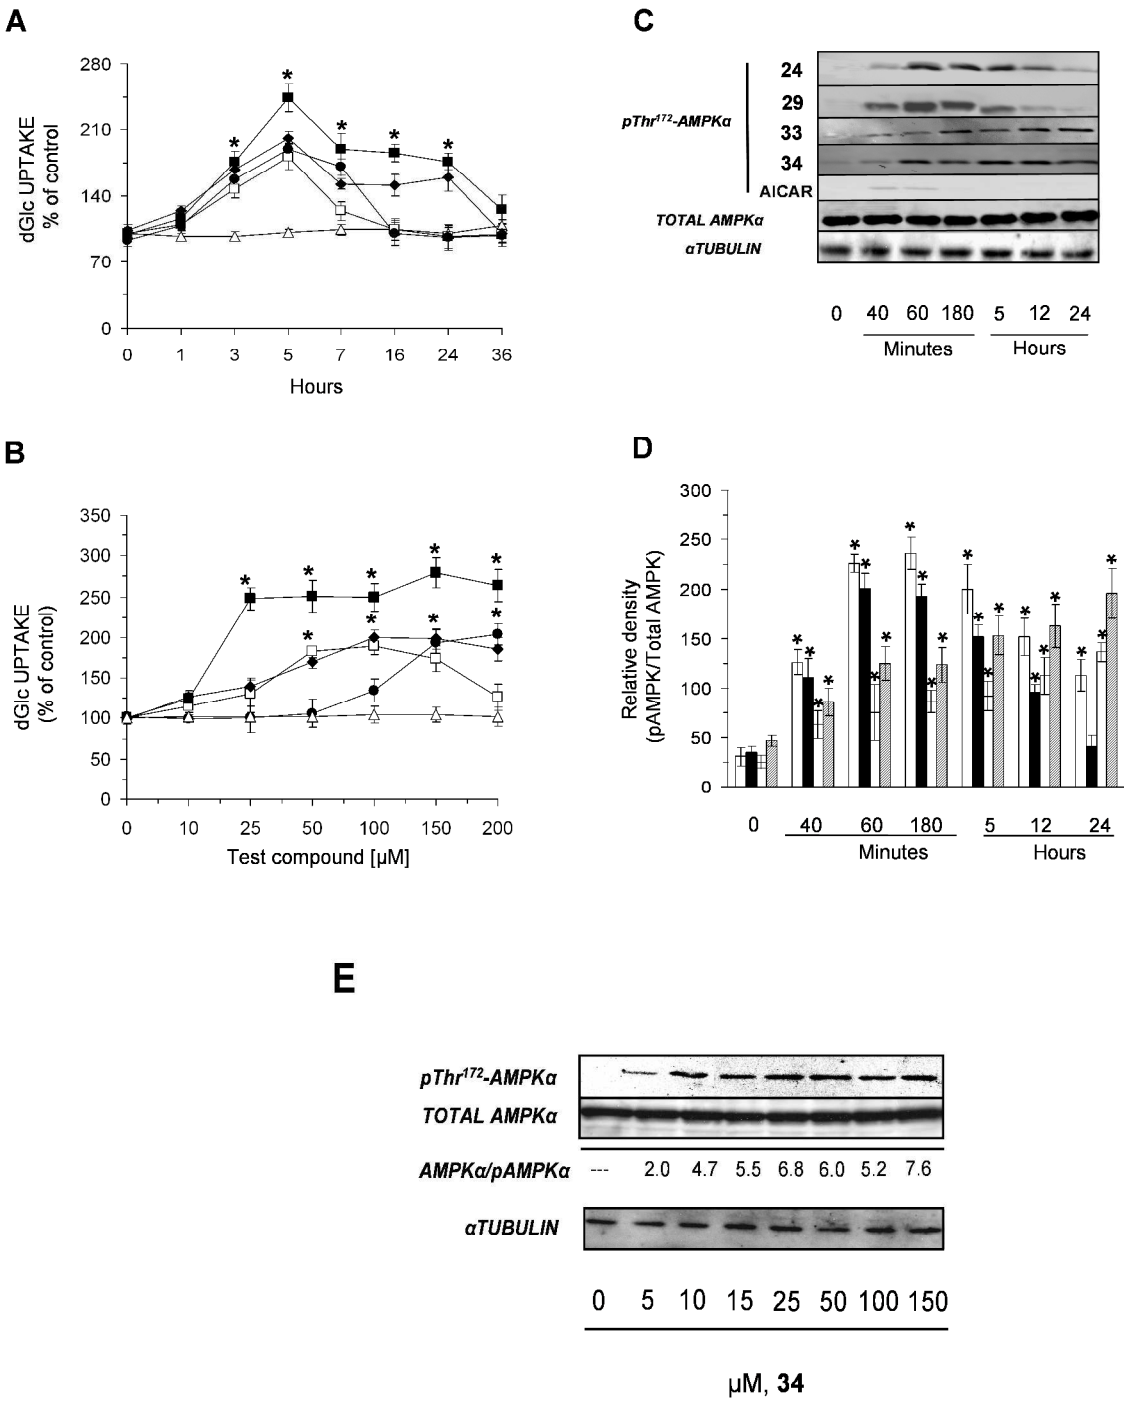 A
dGlc UPTAKE
% of control
280
210
140
70
0
* * * * *
0 1 3 5 7 16 24 36
Hours
B
dGlc UPTAKE
(% of control)
350
300
250
200
150
100
50
0
* * * * *
* * * *
0 10 25 50 100 150 200
Test compound [µM]
C
pThr¹⁷²-AMPKα
24
29
33
34
AICAR
TOTAL AMPKα
αTUBULIN
0 40 60 180 5 12 24
Minutes Hours
D
Relative density
(pAMPK/Total AMPK)
300
250
200
150
100
50
0
* * * * * * * * * * * * * * * * * * * * * * *
0 40 60 180 5 12 24
Minutes Hours
E
pThr¹⁷²-AMPKα
TOTAL AMPKα
AMPKα/pAMPKα --- 2.0 4.7 5.5 6.8 6.0 5.2 7.6
αTUBULIN
0 5 10 15 25 50 100 150
µM, 34